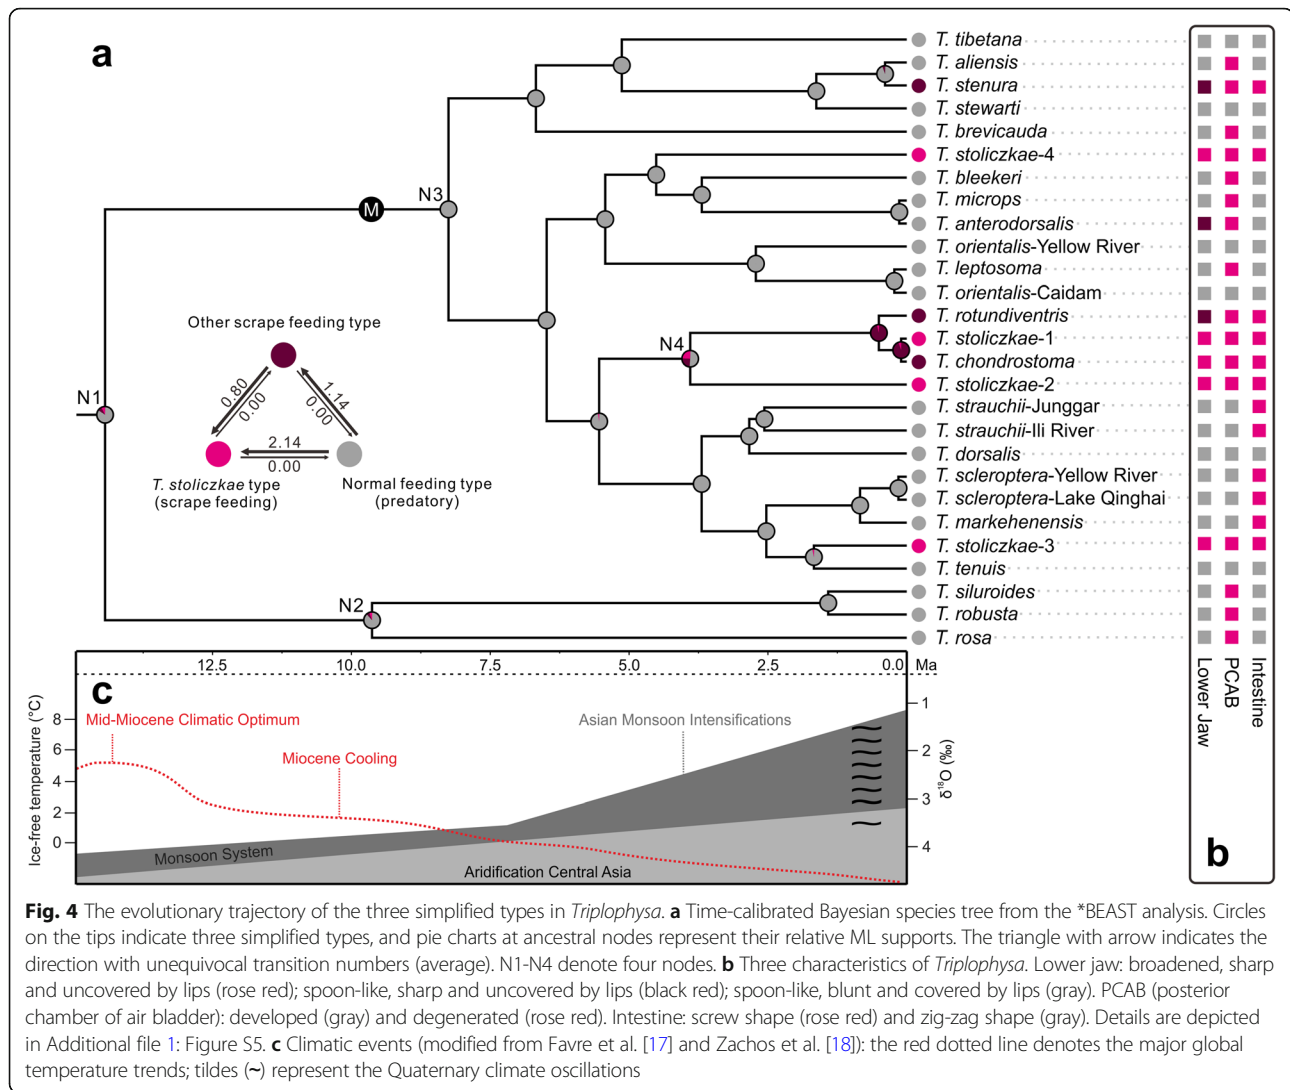 a
T. tibetana
T. aliensis
T. stenura
T. stewarti
T. brevicauda
T. stoliczkae-4
T. bleekeri
T. microps
T. anterodorsalis
T. orientalis-Yellow River
T. leptosoma
T. orientalis-Caidam
T. rotundiventris
T. stoliczkae-1
T. chondrostoma
T. stoliczkae-2
T. strauchii-Junggar
T. strauchii-Ili River
T. dorsalis
T. scleroptera-Yellow River
T. scleroptera-Lake Qinghai
T. markehenensis
T. stoliczkae-3
T. tenuis
T. siluroides
T. robusta
T. rosa
N3
M
N4
N1
N2
Other scrape feeding type
0.80
0.00
1.14
0.00
2.14
0.00
T. stoliczkae type
(scrape feeding)
Normal feeding type
(predatory)
Lower Jaw
PCAB
Intestine
b
12.5
10.0
7.5
5.0
2.5
0.0
Ma
c
Ice-free temperature (°C)
8
6
4
2
0
Mid-Miocene Climatic Optimum
Miocene Cooling
Asian Monsoon Intensifications
Monsoon System
Aridification Central Asia
1
2
3
4
δ18O (‰)
Fig. 4 The evolutionary trajectory of the three simplified types in Triplophysa. a Time-calibrated Bayesian species tree from the *BEAST analysis. Circles
on the tips indicate three simplified types, and pie charts at ancestral nodes represent their relative ML supports. The triangle with arrow indicates the
direction with unequivocal transition numbers (average). N1-N4 denote four nodes. b Three characteristics of Triplophysa. Lower jaw: broadened, sharp
and uncovered by lips (rose red); spoon-like, sharp and uncovered by lips (black red); spoon-like, blunt and covered by lips (gray). PCAB (posterior
chamber of air bladder): developed (gray) and degenerated (rose red). Intestine: screw shape (rose red) and zig-zag shape (gray). Details are depicted
in Additional file 1: Figure S5. c Climatic events (modified from Favre et al. [17] and Zachos et al. [18]): the red dotted line denotes the major global
temperature trends; tildes (~) represent the Quaternary climate oscillations